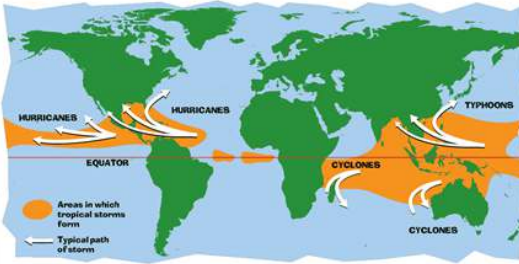 TYPHOONS
HURRICANES
HURRICANES
EQUATOR
CYCLONES
Areas in which
tropical storms
form
Typical path
of storm
CYCLONES